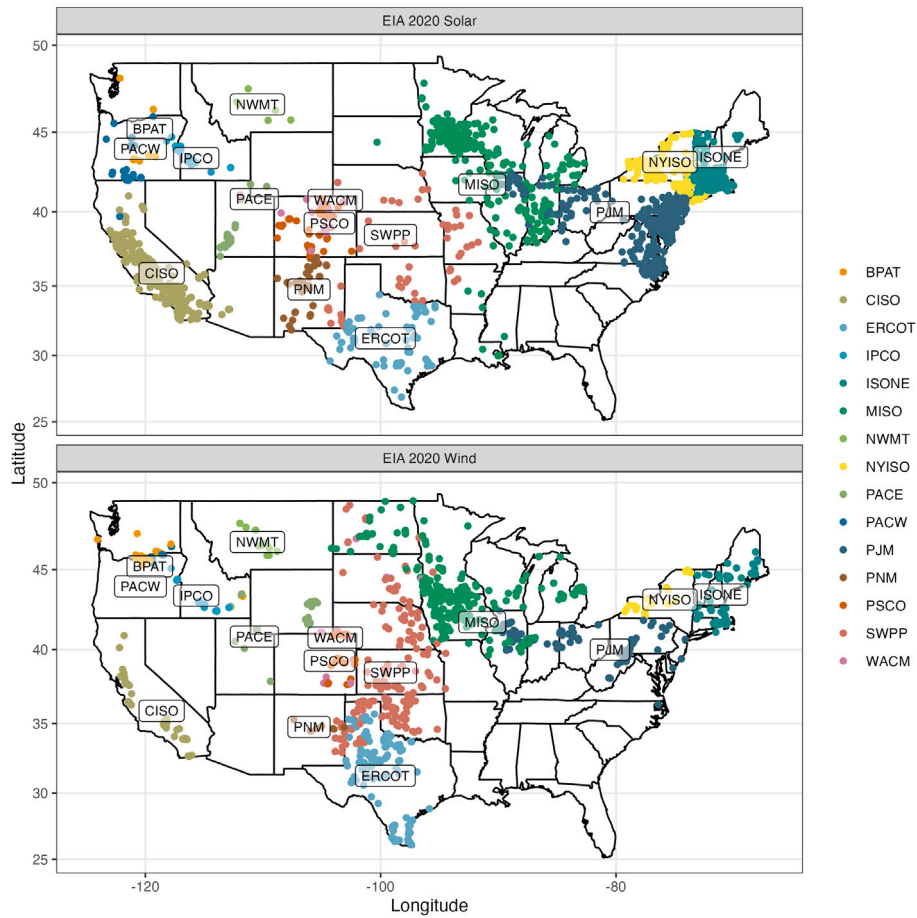 EIA 2020 Solar
50
45
40
35
30
25
NWMT
BPAT
PACW
IPCO
NYISO
ISONE
MISO
PACE
WACM
PJM
PSCO
SWPP
CISO
PNM
ERCOT
Latitude
EIA 2020 Wind
50
45
40
35
30
25
NWMT
BPAT
PACW
IPCO
NYISO
ISONE
MISO
PACE
WACM
PJM
PSCO
SWPP
CISO
PNM
ERCOT
-120
-100
-80
Longitude
BPAT
CISO
ERCOT
IPCO
ISONE
MISO
NWMT
NYISO
PACE
PACW
PJM
PNM
PSCO
SWPP
WACM